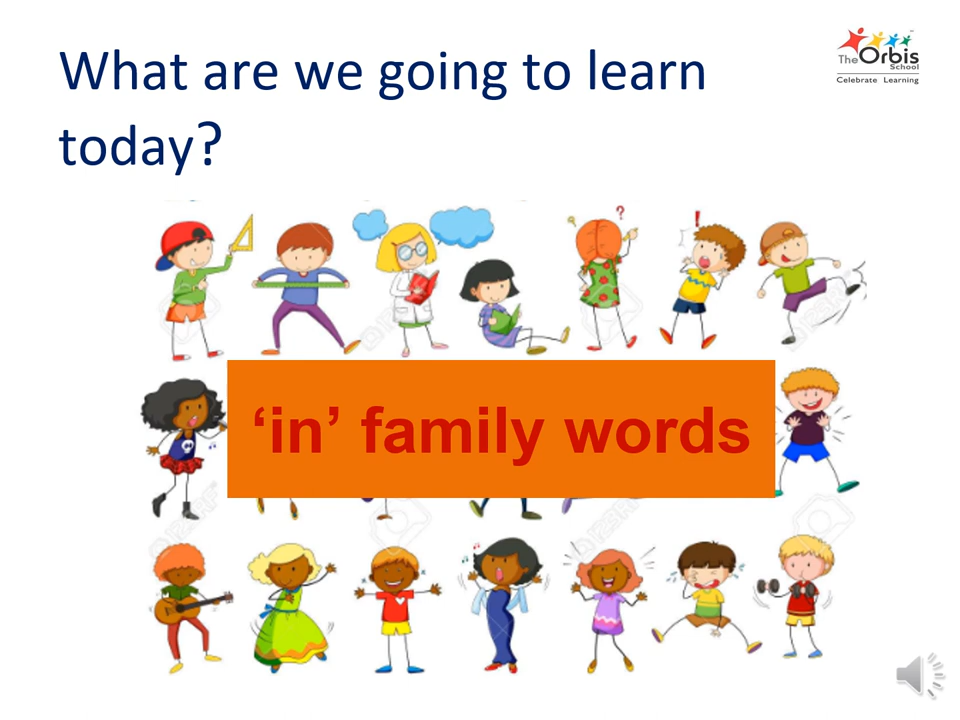 What are we going to learn
today?
The Orbis
School
Celebrate Learning
‘in’ family words